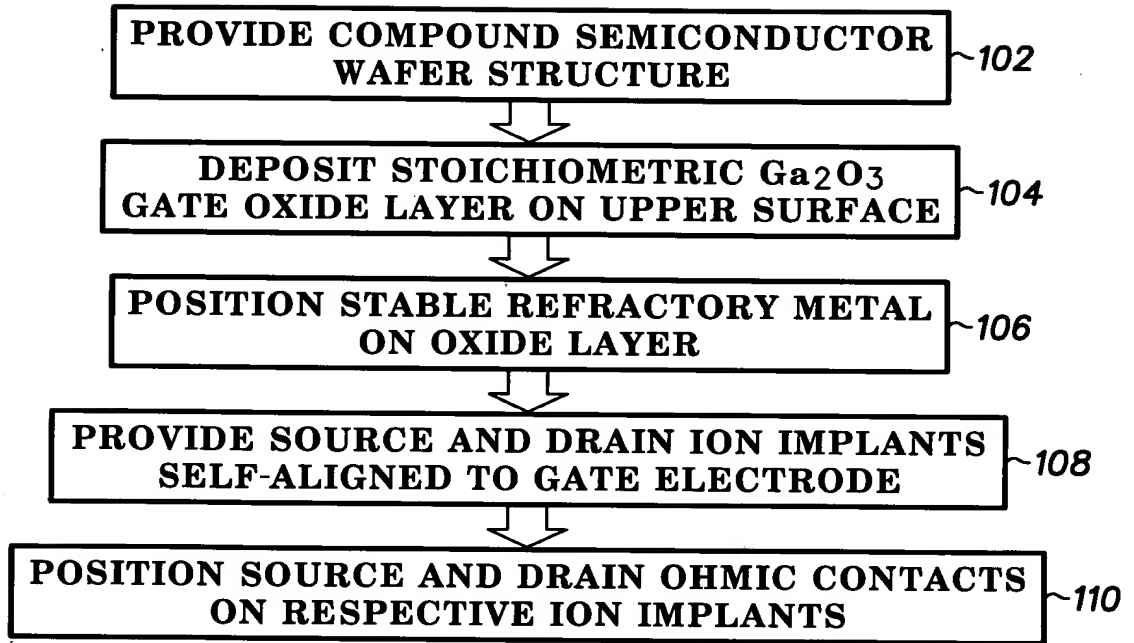 PROVIDE COMPOUND SEMICONDUCTOR
WAFER STRUCTURE
102
DEPOSIT STOICHIOMETRIC Ga2O3
GATE OXIDE LAYER ON UPPER SURFACE
104
POSITION STABLE REFRACTORY METAL
ON OXIDE LAYER
106
PROVIDE SOURCE AND DRAIN ION IMPLANTS
SELF-ALIGNED TO GATE ELECTRODE
108
POSITION SOURCE AND DRAIN OHMIC CONTACTS
ON RESPECTIVE ION IMPLANTS
110